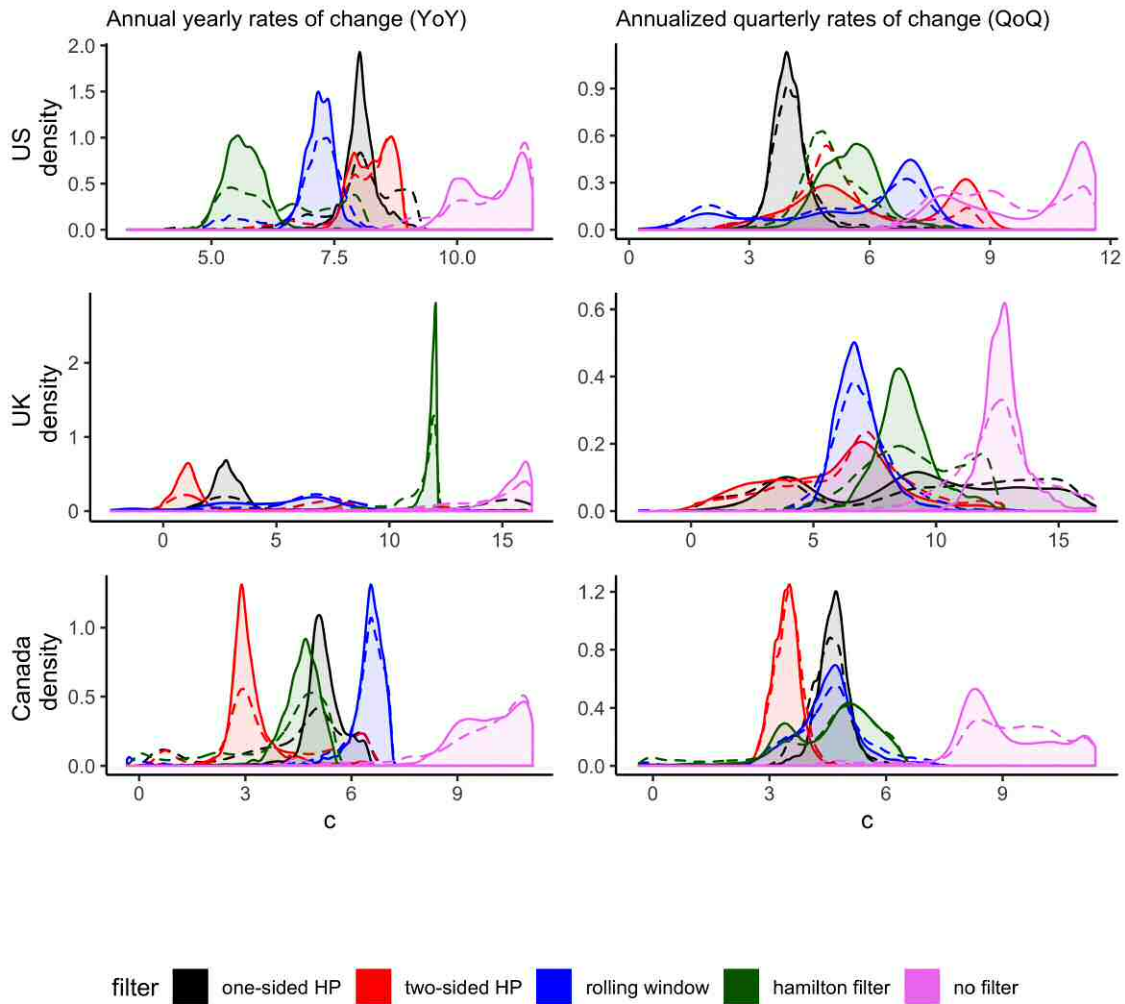 Annual yearly rates of change (YoY)
Annualized quarterly rates of change (QoQ)
US
density
2.0
1.5
1.0
0.5
0.0
5.0 7.5 10.0
0.9
0.6
0.3
0.0
0 3 6 9 12
UK
density
2
1
0
0 5 10 15
0.6
0.4
0.2
0.0
0 5 10 15
Canada
density
1.0
0.5
0.0
0 3 6 9
c
1.2
0.8
0.4
0.0
0 3 6 9
c
filter one-sided HP two-sided HP rolling window hamilton filter no filter